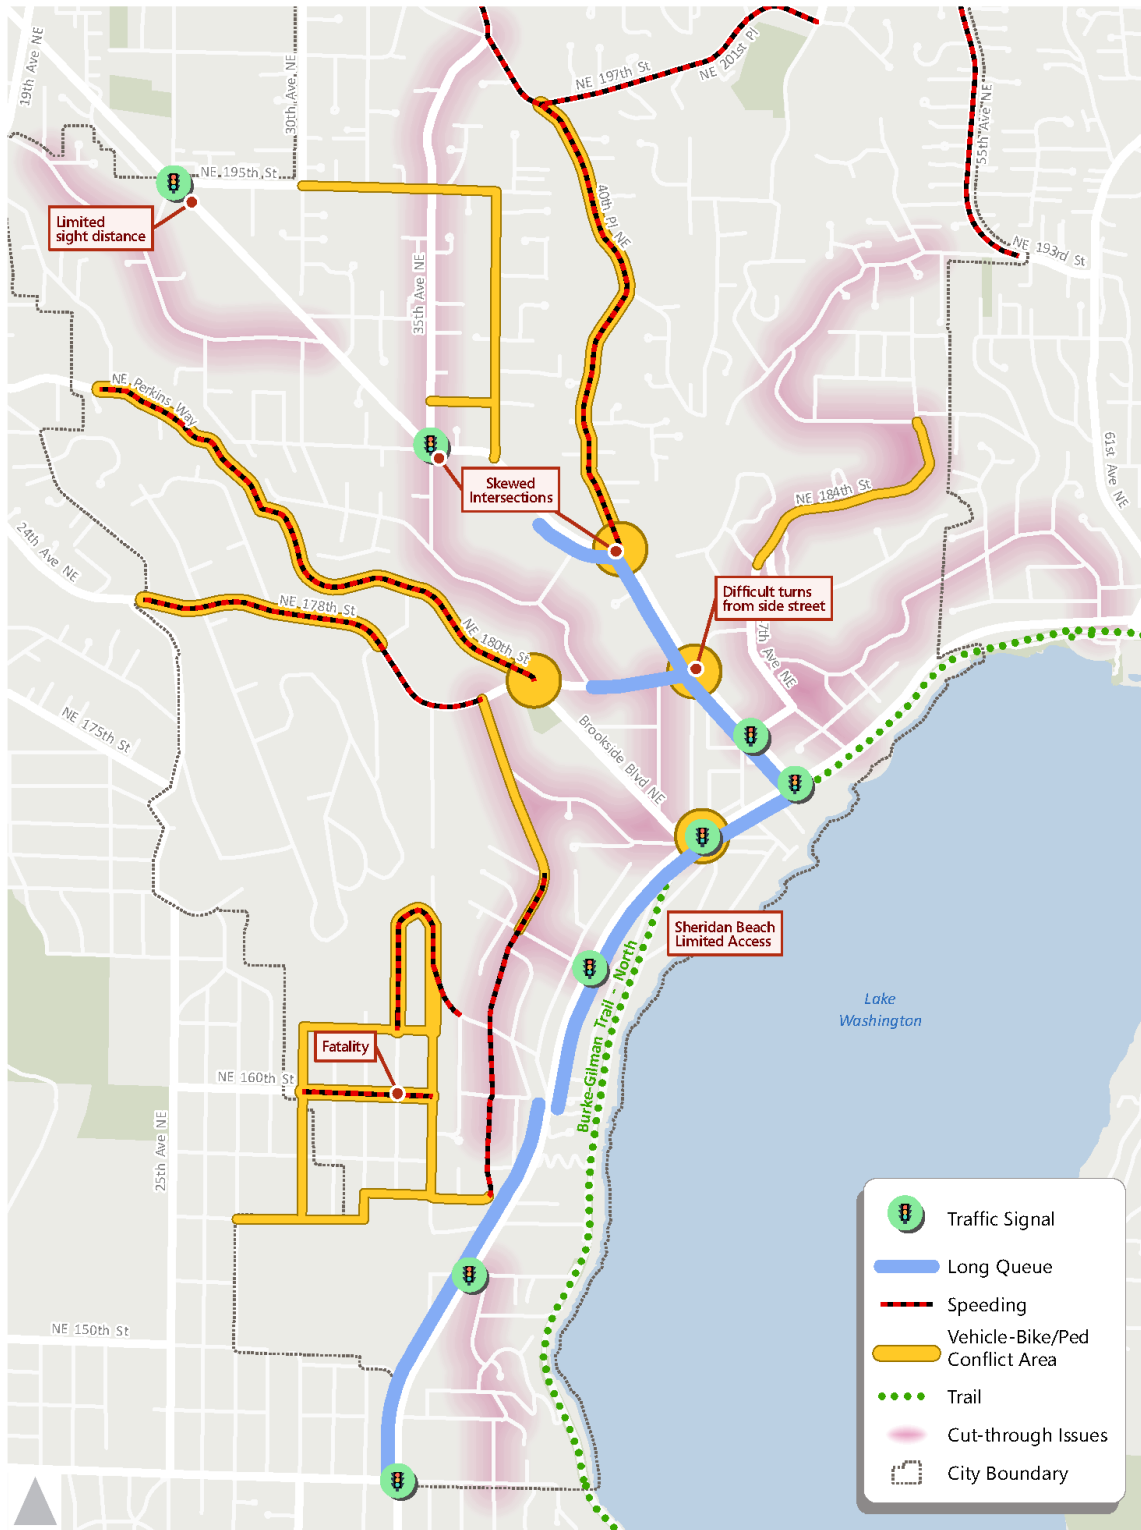 19th Ave NE
30th Ave NE
NE 197th St
NE 201st Pl
55th Ave NE
NE 195th St
Limited
sight distance
40th Pl NE
NE 193rd St
35th Ave NE
NE Perkins Way
61st Ave NE
Skewed
Intersections
NE 184th St
24th Ave NE
Difficult turns
from side street
NE 178th St
NE 180th St
7th Ave NE
NE 175th St
Brookside Blvd NE
Sheridan Beach
Limited Access
Burke-Gilman Trail - North
Lake
Washington
Fatality
NE 160th St
25th Ave NE
NE 150th St
Traffic Signal
Long Queue
Speeding
Vehicle-Bike/Ped
Conflict Area
Trail
Cut-through Issues
City Boundary